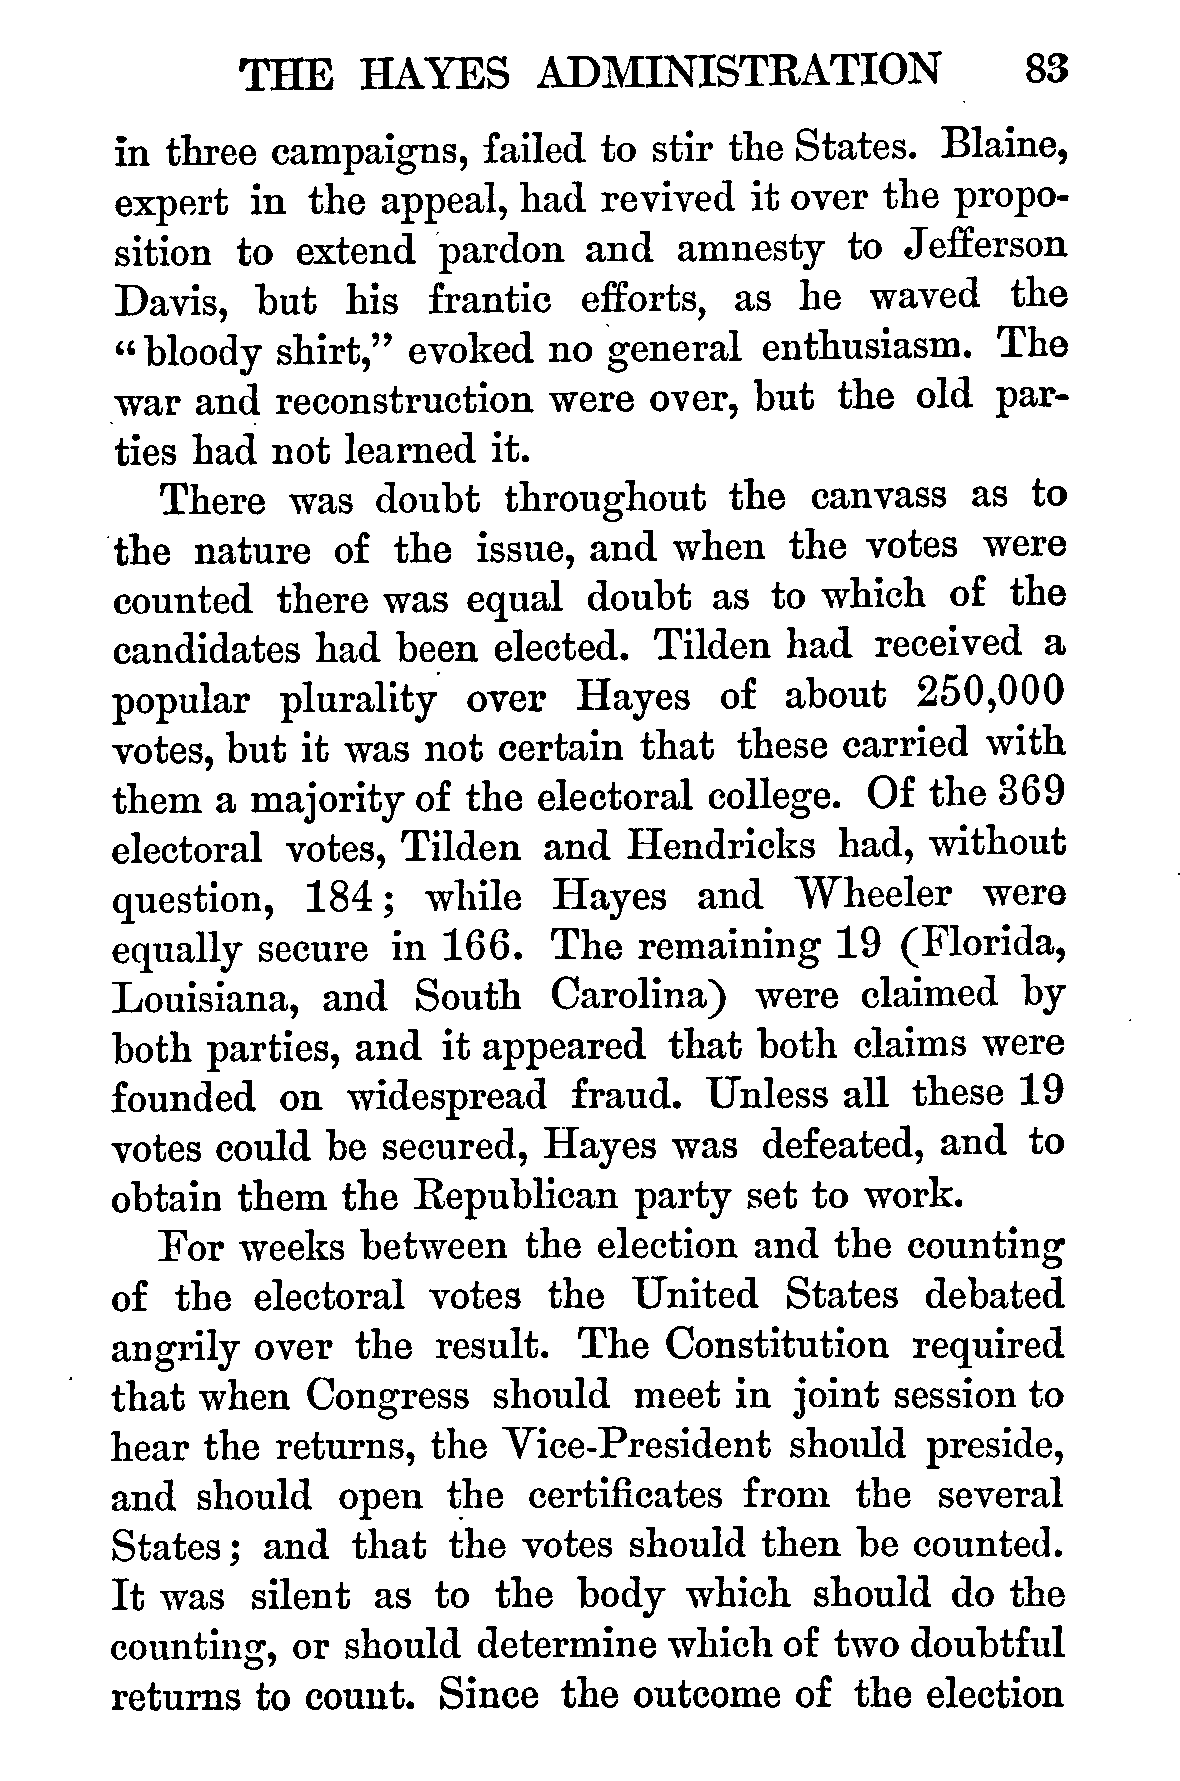 THE HAYES ADMINISTRATION 83
in three campaigns, failed to stir the States. Blaine,
expert in the appeal, had revived it over the propo-
sition to extend pardon and amnesty to Jefferson
Davis, but his frantic efforts, as he waved the
“bloody shirt,” evoked no general enthusiasm. The
war and reconstruction were over, but the old par-
ties had not learned it.
There was doubt throughout the canvass as to
the nature of the issue, and when the votes were
counted there was equal doubt as to which of the
candidates had been elected. Tilden had received a
popular plurality over Hayes of about 250,000
votes, but it was not certain that these carried with
them a majority of the electoral college. Of the 369
electoral votes, Tilden and Hendricks had, without
question, 184; while Hayes and Wheeler were
equally secure in 166. The remaining 19 (Florida,
Louisiana, and South Carolina) were claimed by
both parties, and it appeared that both claims were
founded on widespread fraud. Unless all these 19
votes could be secured, Hayes was defeated, and to
obtain them the Republican party set to work.
For weeks between the election and the counting
of the electoral votes the United States debated
angrily over the result. The Constitution required
that when Congress should meet in joint session to
hear the returns, the Vice-President should preside,
and should open the certificates from the several
States; and that the votes should then be counted.
It was silent as to the body which should do the
counting, or should determine which of two doubtful
returns to count. Since the outcome of the election